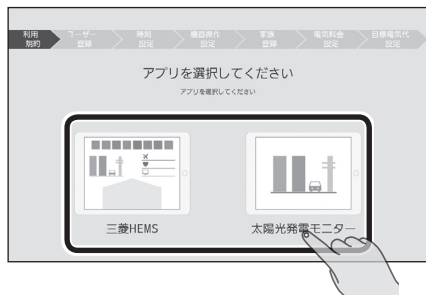 利用
規約
ユーザー
登録
時刻
設定
機器操作
設定
家族
登録
電気料金
設定
目標電気代
設定
アプリを選択してください
アプリを選択してください
三菱HEMS
太陽光発電モニター